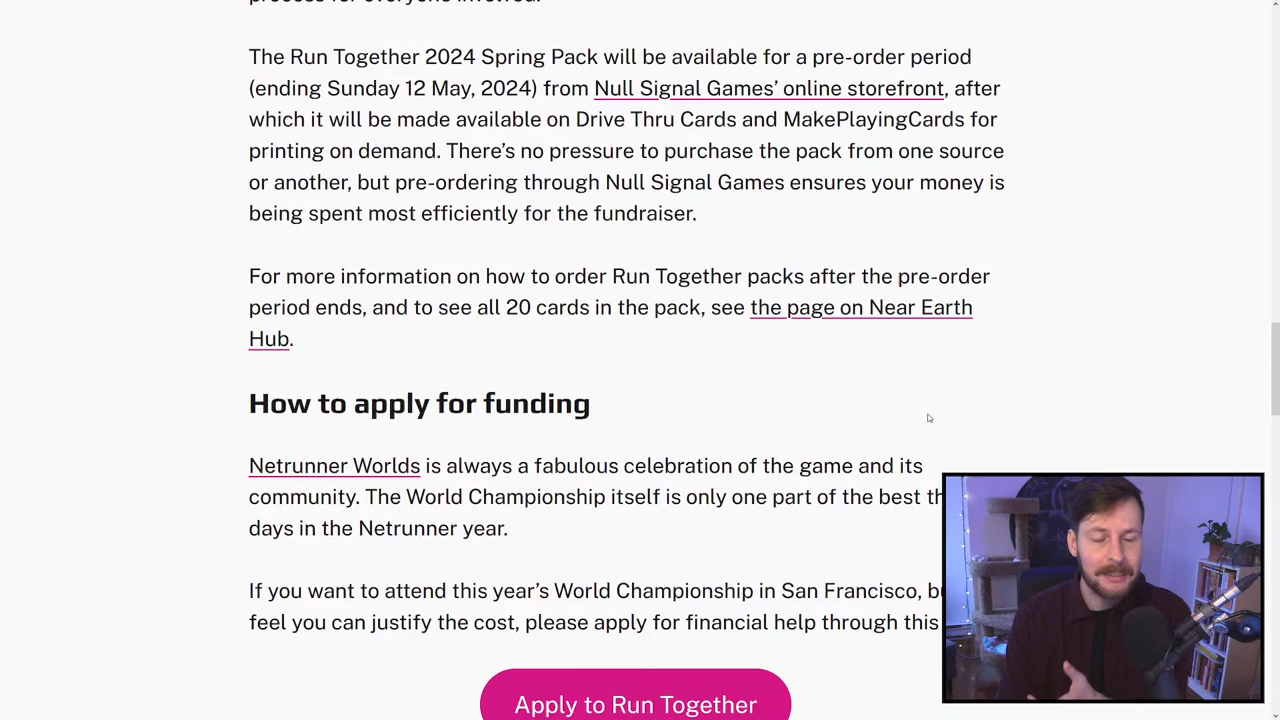 The Run Together 2024 Spring Pack will be available for a pre-order period
(ending Sunday 12 May, 2024) from Null Signal Games’ online storefront, after
which it will be made available on Drive Thru Cards and MakePlayingCards for
printing on demand. There’s no pressure to purchase the pack from one source
or another, but pre-ordering through Null Signal Games ensures your money is
being spent most efficiently for the fundraiser.
For more information on how to order Run Together packs after the pre-order
period ends, and to see all 20 cards in the pack, see the page on Near Earth
Hub.
How to apply for funding
Netrunner Worlds is always a fabulous celebration of the game and its
community. The World Championship itself is only one part of the best
days in the Netrunner year.
If you want to attend this year’s World Championship in San Francisco,
feel you can justify the cost, please apply for financial help through this
Apply to Run Together